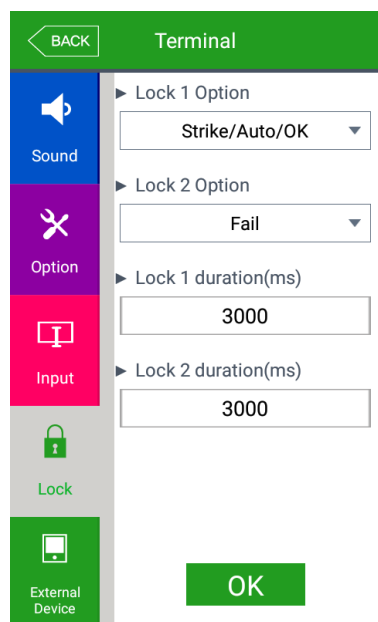 BACK
Terminal
Sound
Option
Input
Lock
External
Device
► Lock 1 Option
Strike/Auto/OK
► Lock 2 Option
Fail
► Lock 1 duration(ms)
3000
► Lock 2 duration(ms)
3000
OK